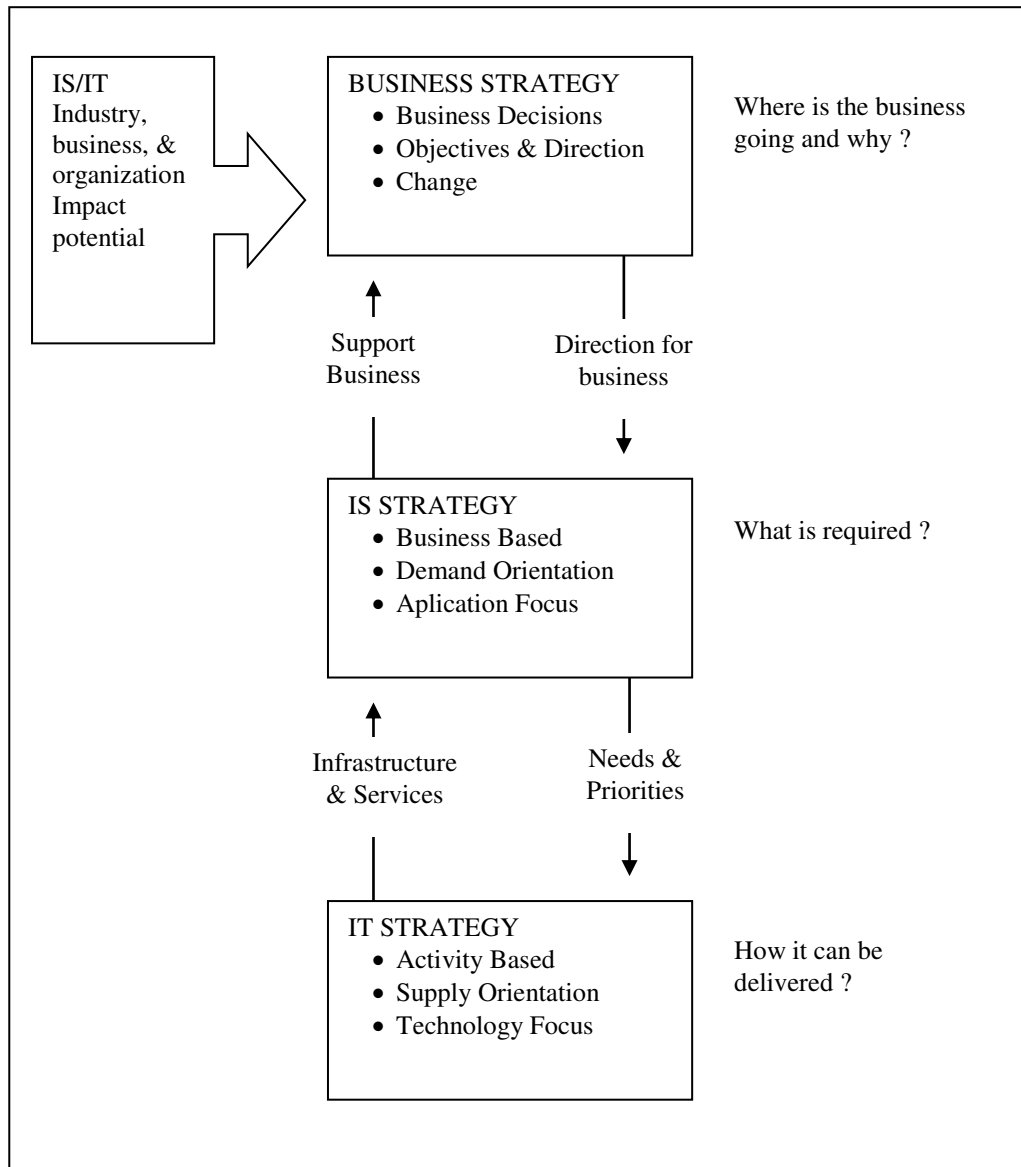 IS/IT
Industry,
business, &
organization
Impact
potential
BUSINESS STRATEGY
• Business Decisions
• Objectives & Direction
• Change
Where is the business
going and why ?
Support
Business
Direction for
business
IS STRATEGY
• Business Based
• Demand Orientation
• Aplication Focus
What is required ?
Infrastructure
& Services
Needs &
Priorities
IT STRATEGY
• Activity Based
• Supply Orientation
• Technology Focus
How it can be
delivered ?